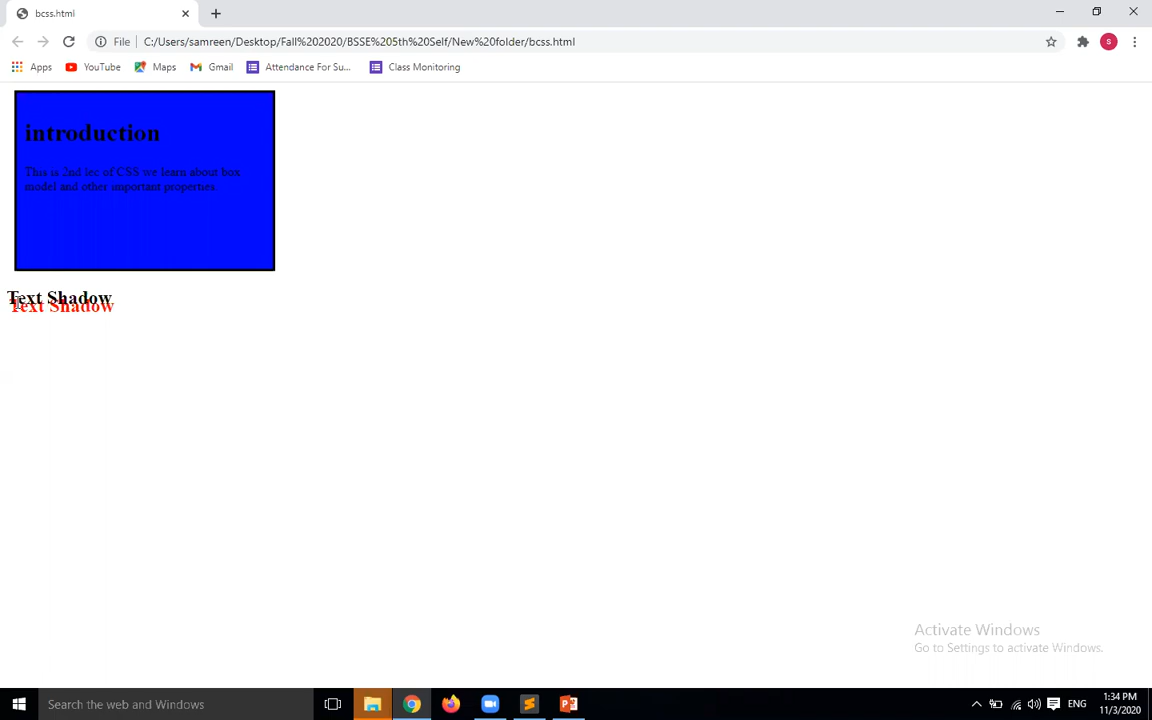 bcss.html
File
C:/Users/samreen/Desktop/Fall%202020/BSSE%205th%20Self/New%20folder/bcss.html
S
Apps
YouTube
Maps
Gmail
Attendance For Su...
Class Monitoring
introduction
This is 2nd lec of CSS we learn about box
model and other important properties
Text Shadow
Text Shadow
Activate Windows
Go to Settings to activate Windows.
Search the web and Windows
ENG
1:34 PM
11/3/2020